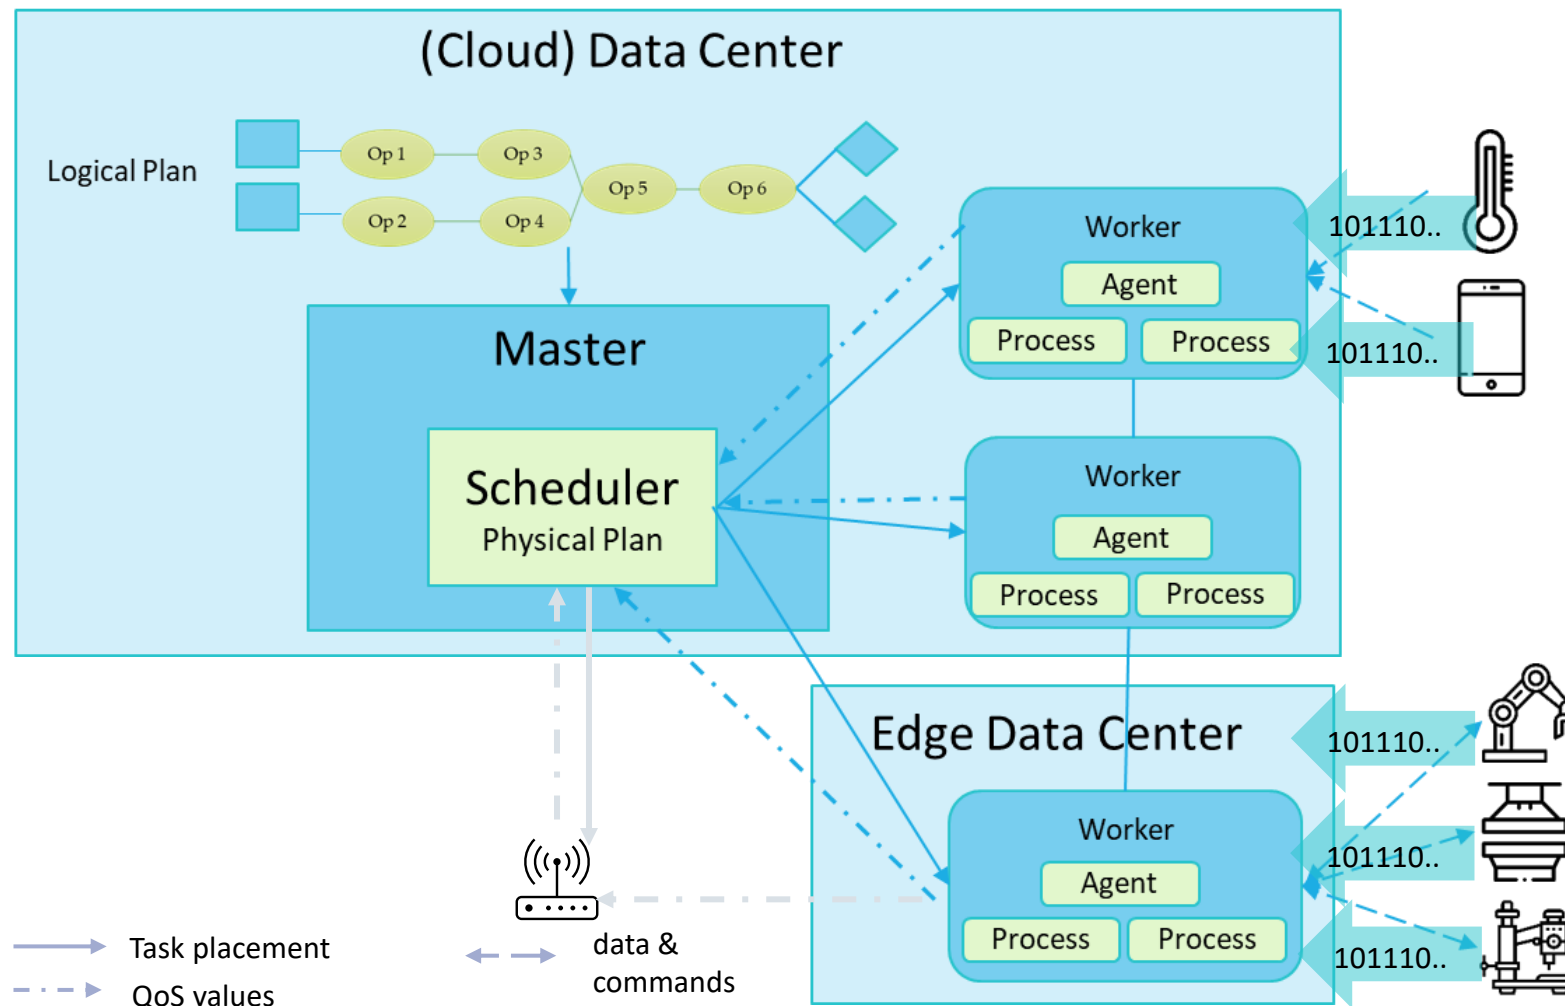 (Cloud) Data Center
Logical Plan
Op 1
Op 3
Op 2
Op 4
Op 5
Op 6
Master
Scheduler
Physical Plan
Worker
Agent
Process
Process
101110..
101110..
Worker
Agent
Process
Process
Edge Data Center
Worker
Agent
Process
Process
101110..
101110..
101110..
Task placement
QoS values
data &
commands